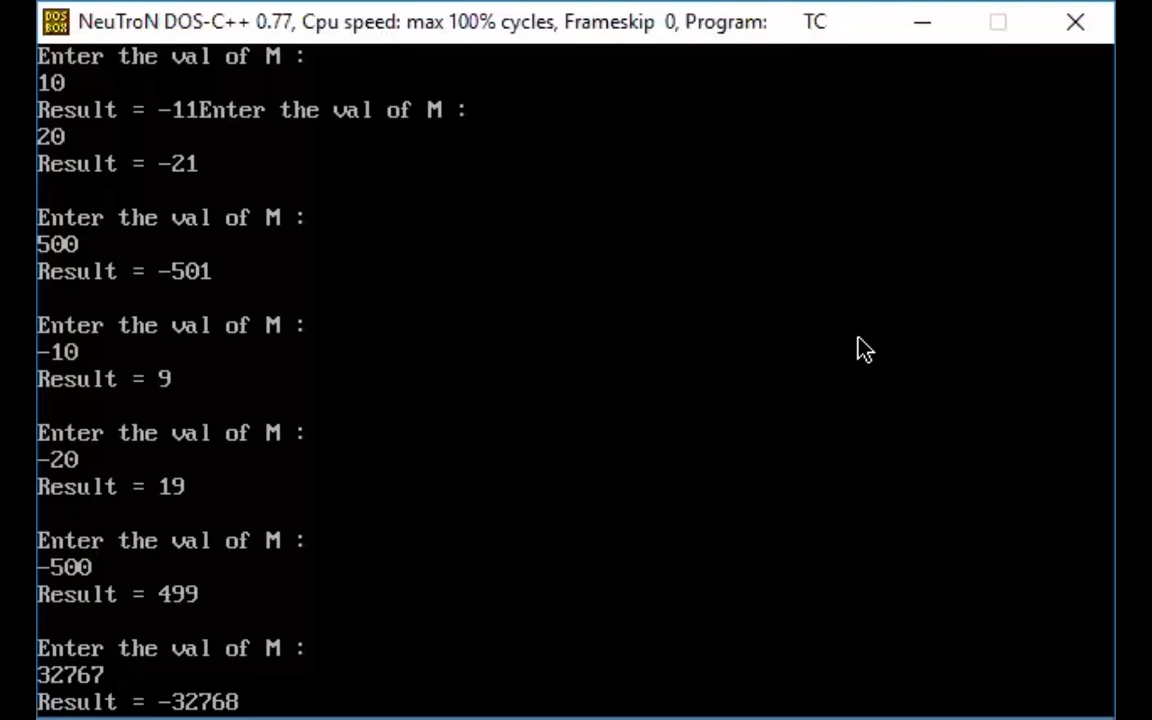 DOS BOX
NeuTroN DOS-C++ 0.77, Cpu speed: max 100% cycles, Frameskip 0, Program: TC
Enter the val of M :
10
Result = -11Enter the val of M :
20
Result = -21
Enter the val of M :
500
Result = -501
Enter the val of M :
-10
Result = 9
Enter the val of M :
-20
Result = 19
Enter the val of M :
-500
Result = 499
Enter the val of M :
32767
Result = -32768